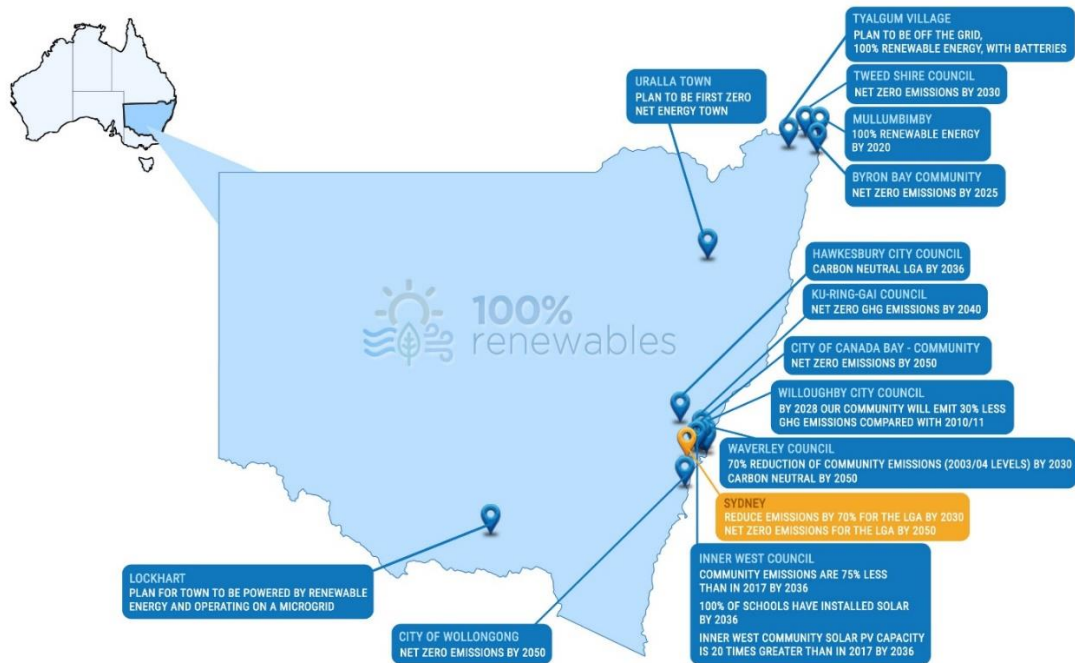 TYALGUM VILLAGE
PLAN TO BE OFF THE GRID,
100% RENEWABLE ENERGY, WITH BATTERIES
URALLA TOWN
PLAN TO BE FIRST ZERO
NET ENERGY TOWN
TWEED SHIRE COUNCIL
NET ZERO EMISSIONS BY 2030
MULLUMBIMBY
100% RENEWABLE ENERGY
BY 2020
BYRON BAY COMMUNITY
NET ZERO EMISSIONS BY 2025
HAWKESBURY CITY COUNCIL
CARBON NEUTRAL LGA BY 2036
KU-RING-GAI COUNCIL
NET ZERO GHG EMISSIONS BY 2040
100%
renewables
CITY OF CANADA BAY - COMMUNITY
NET ZERO EMISSIONS BY 2050
WILLOUGHBY CITY COUNCIL
BY 2028 OUR COMMUNITY WILL EMIT 30% LESS
GHG EMISSIONS COMPARED WITH 2010/11
WAVERLEY COUNCIL
70% REDUCTION OF COMMUNITY EMISSIONS (2003/04 LEVELS) BY 2030
CARBON NEUTRAL BY 2050
SYDNEY
REDUCE EMISSIONS BY 70% FOR THE LGA BY 2030
NET ZERO EMISSIONS FOR THE LGA BY 2050
INNER WEST COUNCIL
COMMUNITY EMISSIONS ARE 75% LESS
THAN IN 2017 BY 2036
100% OF SCHOOLS HAVE INSTALLED SOLAR
BY 2036
INNER WEST COMMUNITY SOLAR PV CAPACITY
IS 20 TIMES GREATER THAN IN 2017 BY 2036
LOCKHART
PLAN FOR TOWN TO BE POWERED BY RENEWABLE
ENERGY AND OPERATING ON A MICROGRID
CITY OF WOLLONGONG
NET ZERO EMISSIONS BY 2050